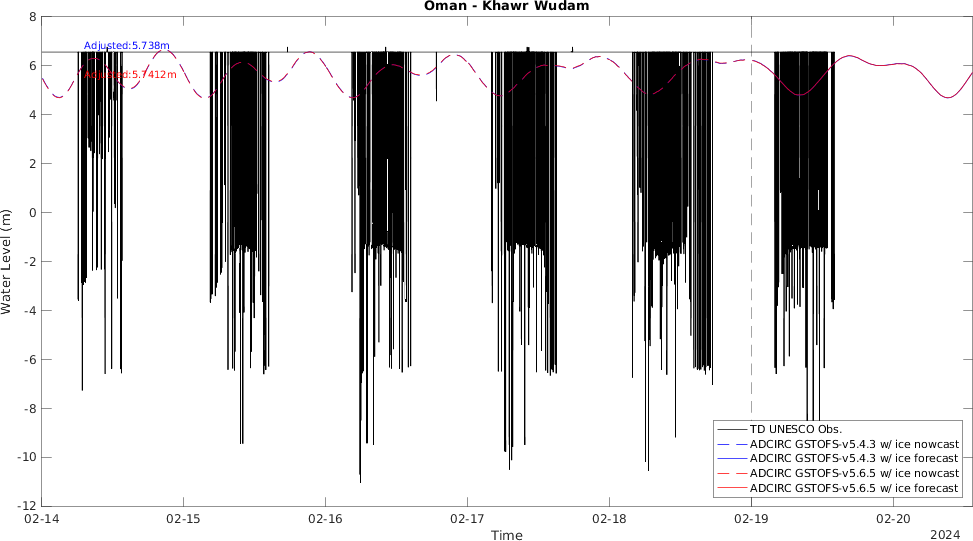 Oman - Khawr Wudam
8
6
4
2
0
-2
-4
-6
-8
-10
-12
Water Level (m)
Adjusted:5.738m
Adjusted:5.7412m
TD UNESCO Obs.
ADCIRC GSTOFS-v5.4.3 w/ ice nowcast
ADCIRC GSTOFS-v5.4.3 w/ ice forecast
ADCIRC GSTOFS-v5.6.5 w/ ice nowcast
ADCIRC GSTOFS-v5.6.5 w/ ice forecast
02-14 02-15 02-16 02-17 02-18 02-19 02-20
Time
2024